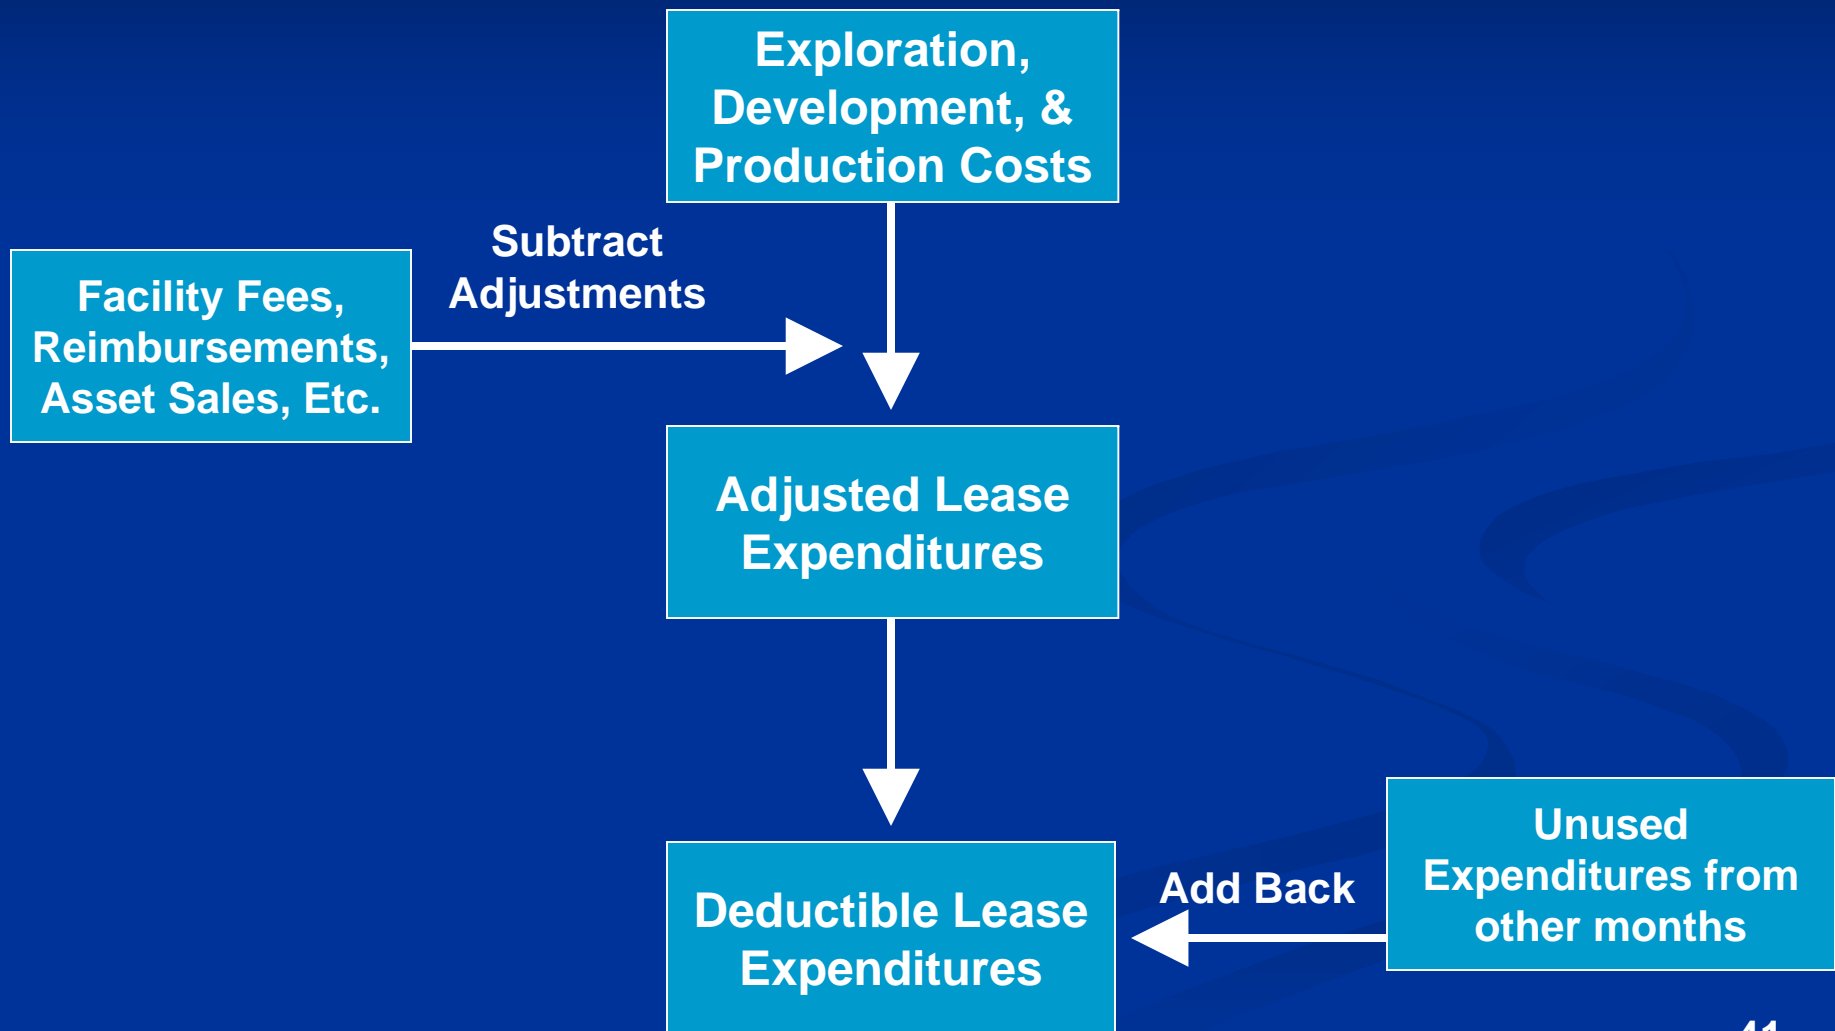 Exploration,
Development, &
Production Costs
Subtract
Adjustments
Facility Fees,
Reimbursements,
Asset Sales, Etc.
Adjusted Lease
Expenditures
Unused
Expenditures from
other months
Add Back
Deductible Lease
Expenditures
41